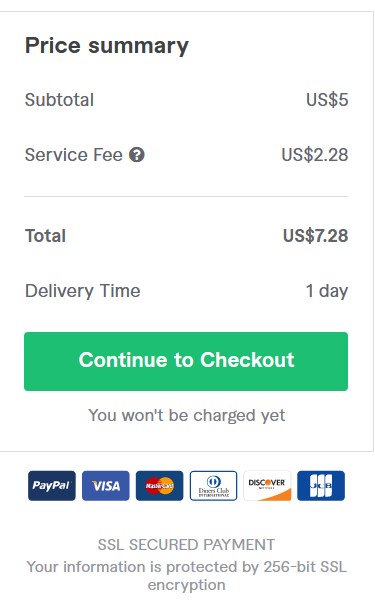 Price summary
Subtotal US$5
Service Fee ? US$2.28
Total US$7.28
Delivery Time 1 day
Continue to Checkout
You won't be charged yet
PayPal VISA MasterCard Diners Club INTERNATIONAL DISCOVER JCB
SSL SECURED PAYMENT
Your information is protected by 256-bit SSL
encryption